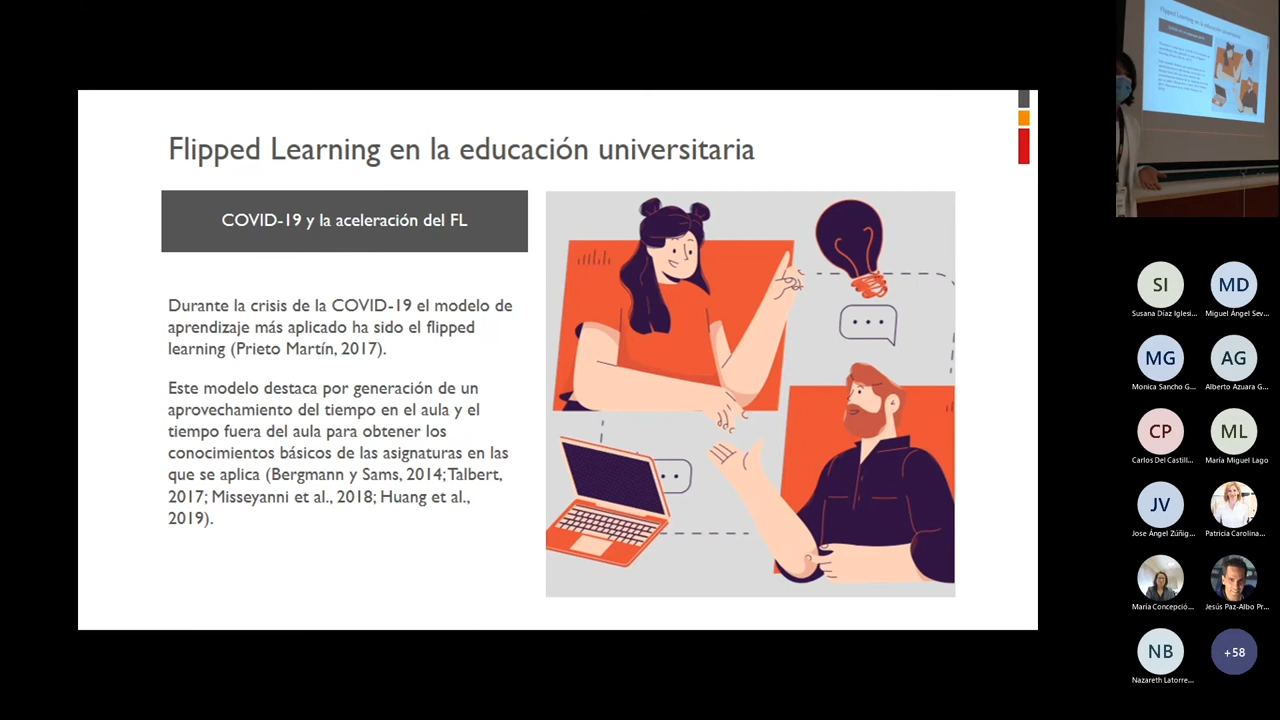 Flipped Learning en la educación universitaria
COVID-19 y la aceleración del FL
Durante la crisis de la COVID-19 el modelo de
aprendizaje más aplicado ha sido el flipped
learning (Prieto Martín, 2017).
Este modelo destaca por generación de un
aprovechamiento del tiempo en el aula y el
tiempo fuera del aula para obtener los
conocimientos básicos de las asignaturas en las
que se aplica (Bergmann y Sams, 2014; Talbert,
2017; Misseyanni et al., 2018; Huang et al.,
2019).
Flipped Learning en la educación universitaria
SI
MD
Susana Díaz Iglesi...
Miguel Ángel Sev...
MG
AG
Monica Sancho G...
Alberto Azuara G...
CP
ML
Carlos Del Castill...
María Miguel Lago
JV
Jose Ángel Zúñig...
Patricia Carolina...
María Concepció...
Jesús Paz-Albo Pr...
NB
+58
Nazareth Latorre...